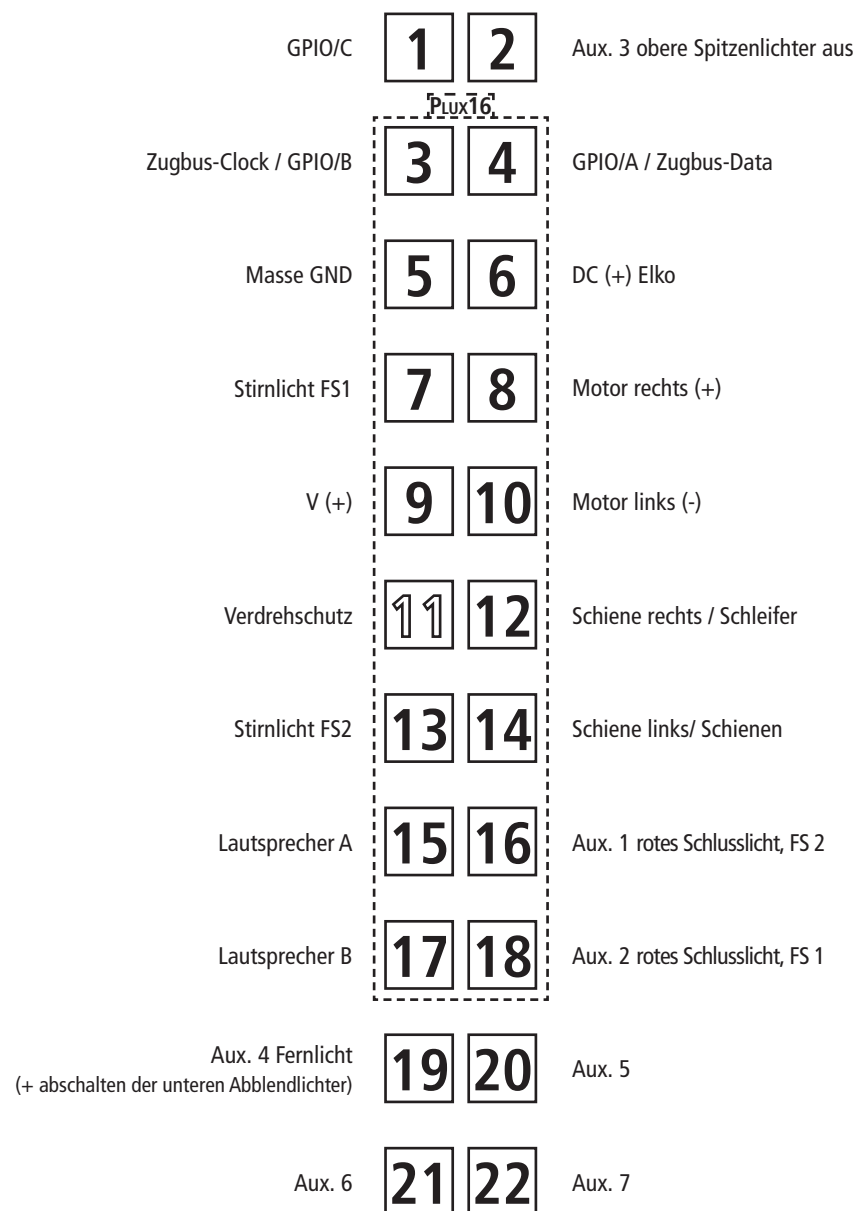 GPIO/C 1 2 Aux. 3 obere Spitzenlichter aus
PLUX16
Zugbus-Clock / GPIO/B 3 4 GPIO/A / Zugbus-Data
Masse GND 5 6 DC (+) Elko
Stirnlicht FS1 7 8 Motor rechts (+)
V (+) 9 10 Motor links (-)
Verdrehschutz 11 12 Schiene rechts / Schleifer
Stirnlicht FS2 13 14 Schiene links/ Schienen
Lautsprecher A 15 16 Aux. 1 rotes Schlusslicht, FS 2
Lautsprecher B 17 18 Aux. 2 rotes Schlusslicht, FS 1
Aux. 4 Fernlicht
(+ abschalten der unteren Abblendlichter) 19 20 Aux. 5
Aux. 6 21 22 Aux. 7